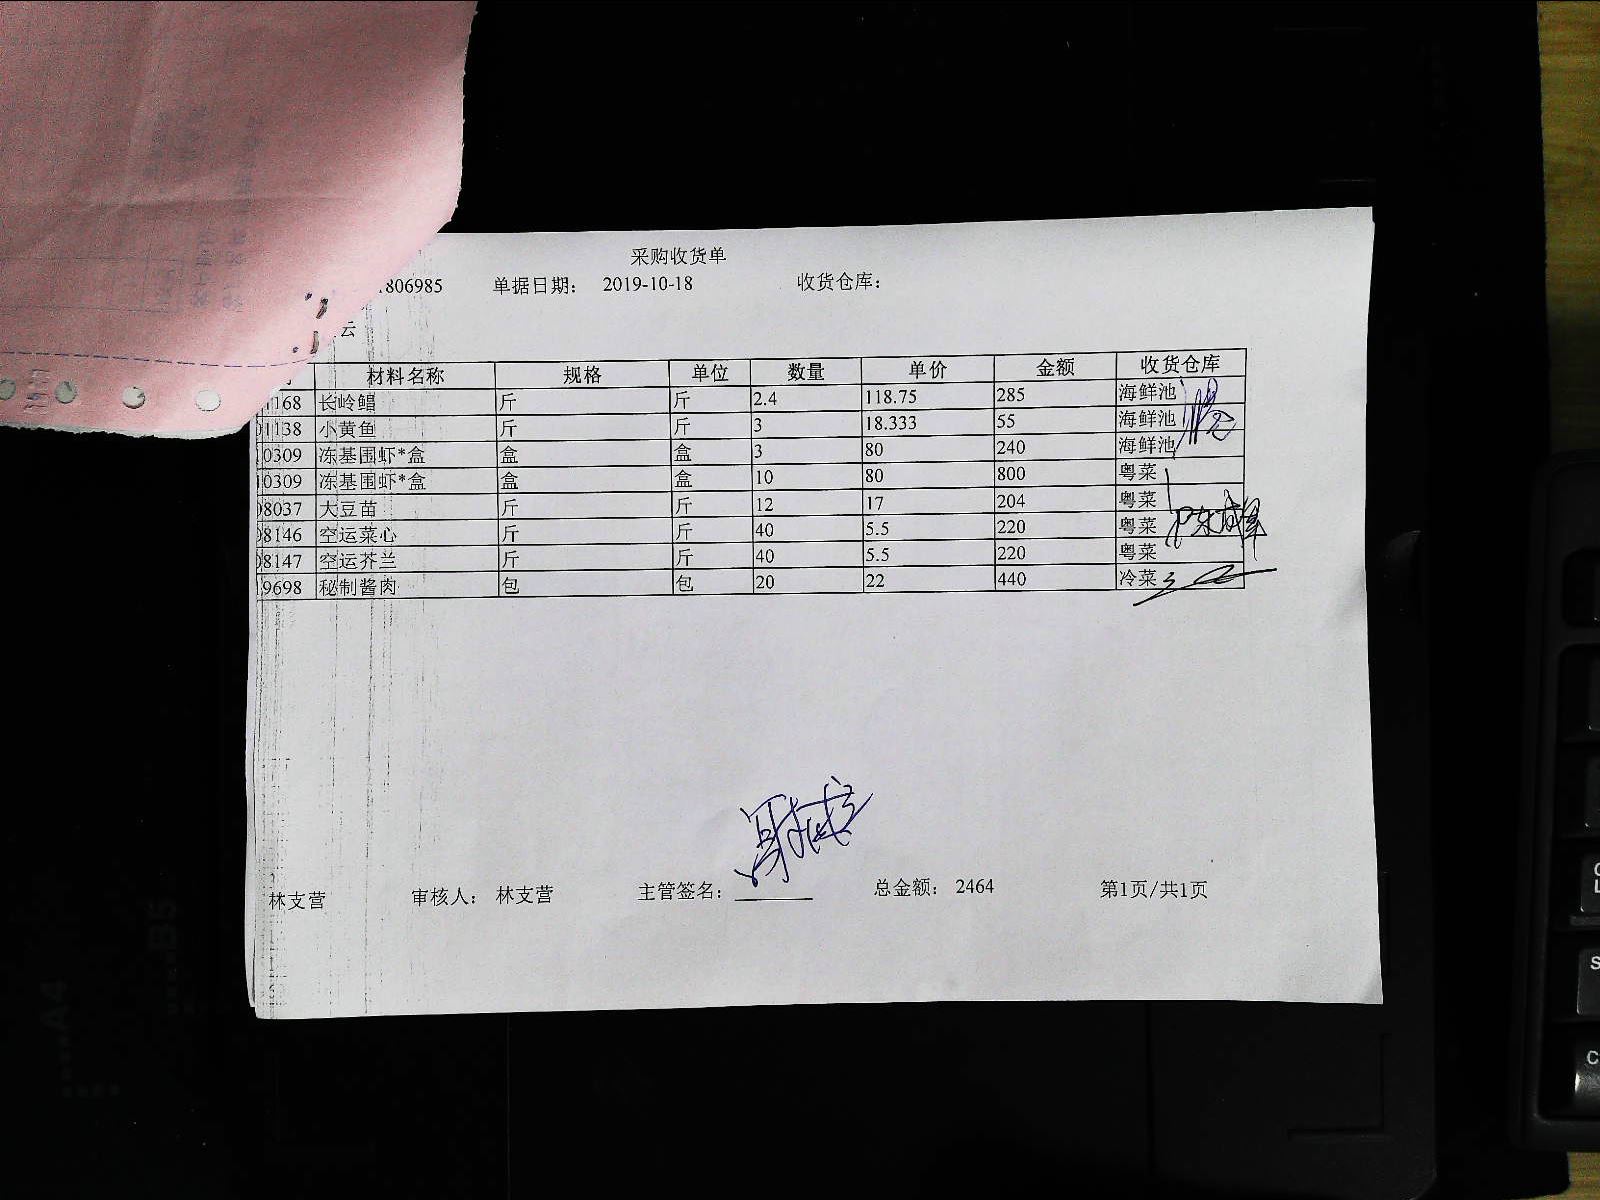 采购收货单
1806985 单据日期: 2019-10-18 收货仓库:
云
材料名称 规格 单位 数量 单价 金额 收货仓库
1168 长岭鲳 斤 斤 2.4 118.75 285 海鲜池
01138 小黄鱼 斤 斤 3 18.333 55 海鲜池
0309 冻基围虾*盒 盒 盒 3 80 240 海鲜池
0309 冻基围虾*盒 盒 盒 10 80 800 粤菜
08037 大豆苗 斤 斤 12 17 204 粤菜
08146 空运菜心 斤 斤 40 5.5 220 粤菜
08147 空运芥兰 斤 斤 40 5.5 220 粤菜
19698 秘制酱肉 包 包 20 22 440 冷菜
林支营 审核人: 林支营 主管签名: 总金额: 2464 第1页/共1页
A4
B5